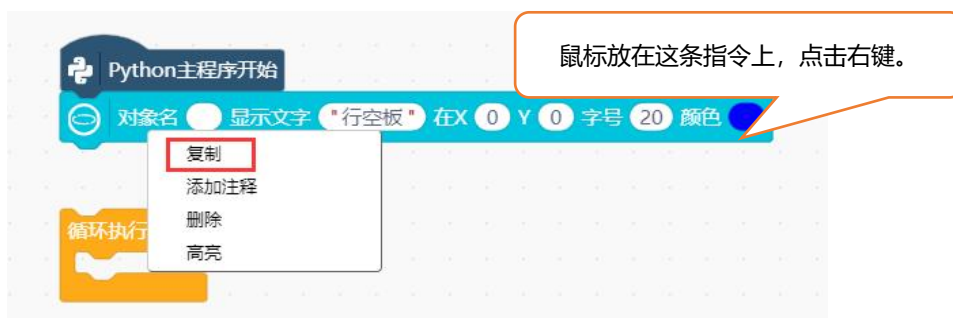 鼠标放在这条指令上，点击右键。
Python主程序开始
对象名 显示文字 "行空板" 在X 0 Y 0 字号 20 颜色
复制
添加注释
删除
高亮
循环执行